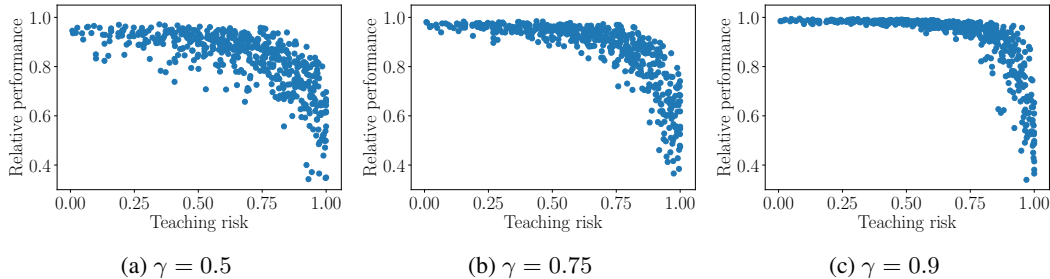 1.0
0.8
0.6
0.4
Relative performance
0.00 0.25 0.50 0.75 1.00
Teaching risk
(a) γ = 0.5
1.0
0.8
0.6
0.4
Relative performance
0.00 0.25 0.50 0.75 1.00
Teaching risk
(b) γ = 0.75
1.0
0.8
0.6
0.4
Relative performance
0.00 0.25 0.50 0.75 1.00
Teaching risk
(c) γ = 0.9